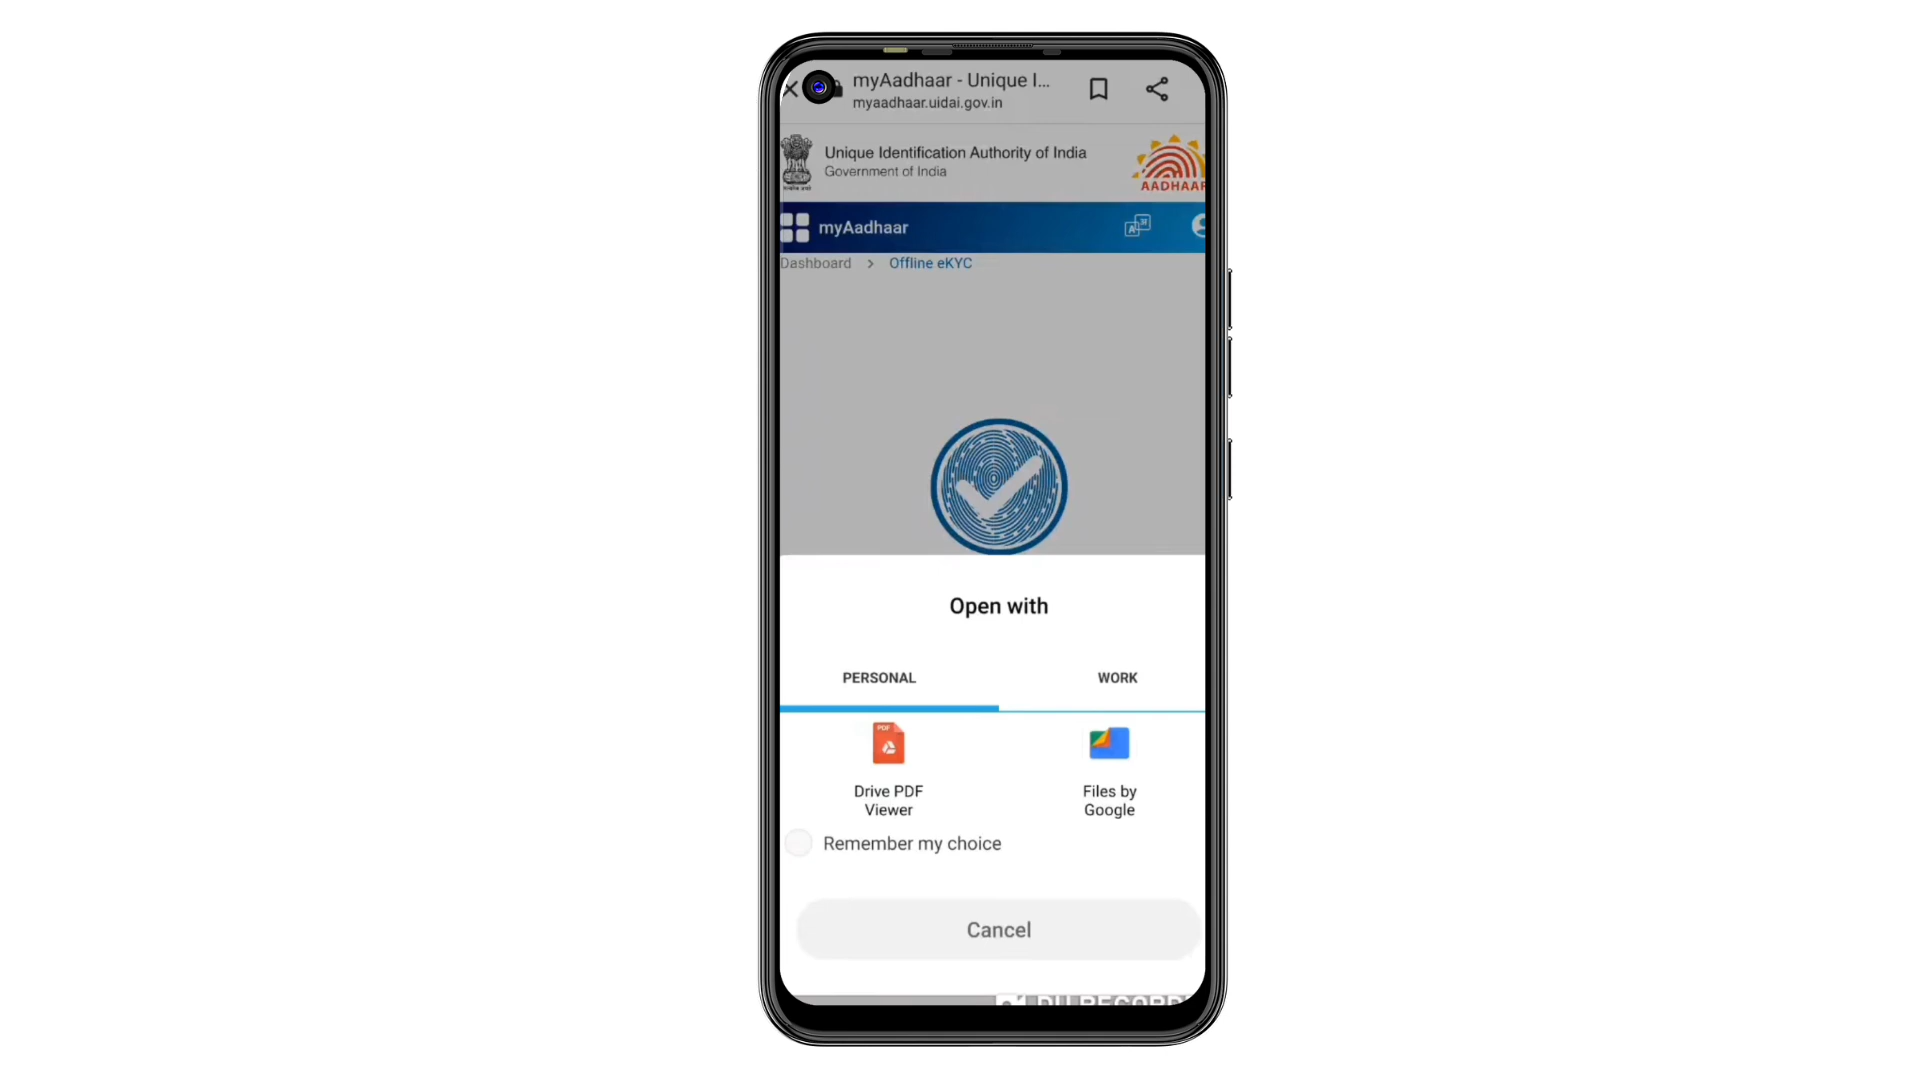 myAadhaar - Unique I...
myaadhaar.uidai.gov.in
Unique Identification Authority of India
Government of India
AADHAAR
myAadhaar
Dashboard > Offline eKYC
Open with
PERSONAL WORK
PDF
Drive PDF
Viewer
Files by
Google
Remember my choice
Cancel